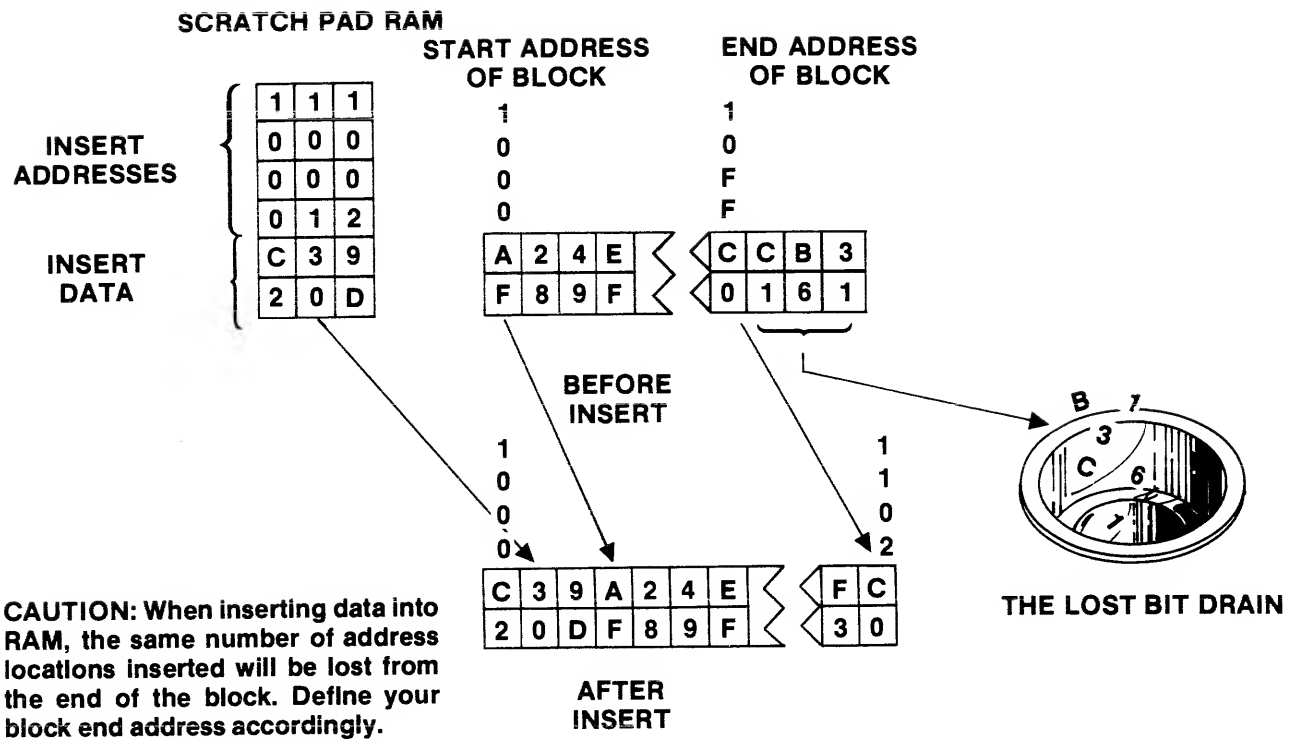 SCRATCH PAD RAM
START ADDRESS
OF BLOCK
END ADDRESS
OF BLOCK
INSERT
ADDRESSES
1 1 1
0 0 0
0 0 0
0 1 2
INSERT
DATA
C 3 9
2 0 D
1
0
0
0
A 2 4 E
F 8 9 F
1
0
F
F
C C B 3
0 1 6 1
BEFORE
INSERT
B 1
3
C 6
1
THE LOST BIT DRAIN
1
0
0
0
1
1
0
2
C 3 9 A 2 4 E F C
2 0 D F 8 9 F 3 0
AFTER
INSERT
CAUTION: When inserting data into
RAM, the same number of address
locations inserted will be lost from
the end of the block. Define your
block end address accordingly.